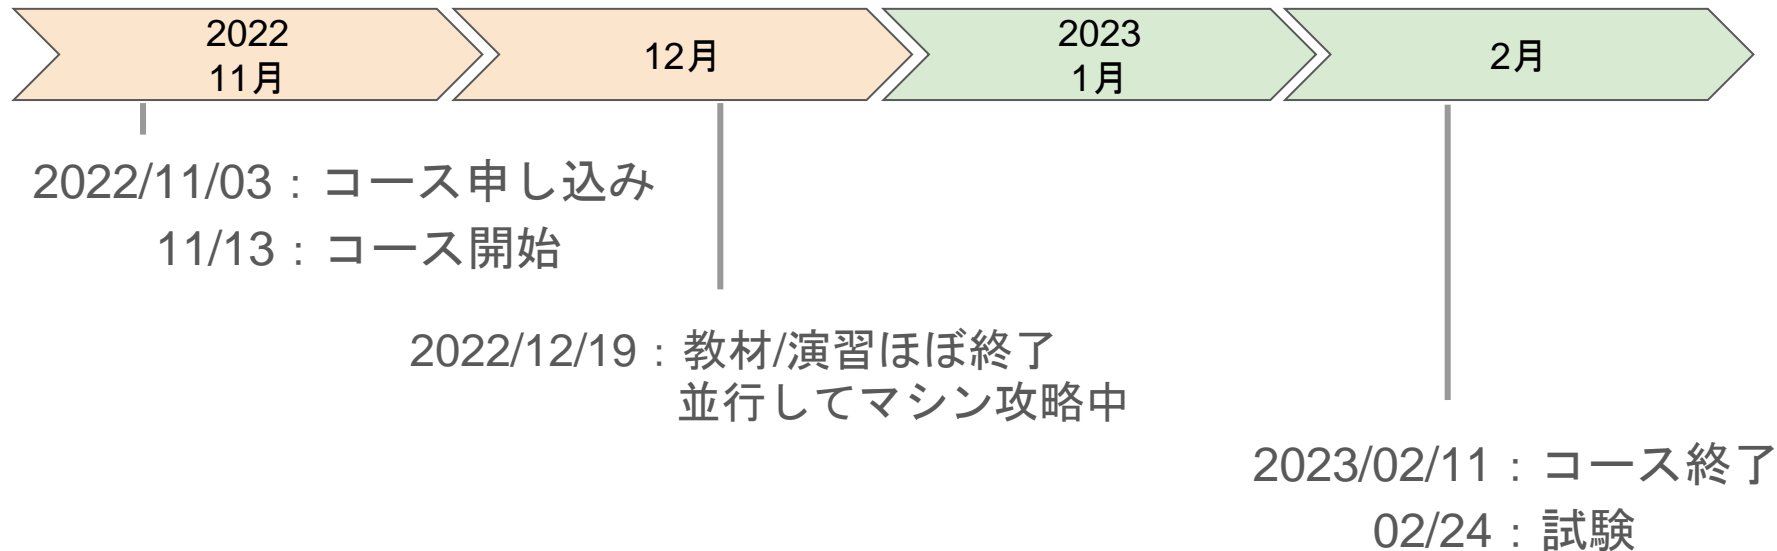 2022
11月
12月
2023
1月
2月
2022/11/03：コース申し込み
11/13：コース開始
2022/12/19：教材/演習ほぼ終了
並行してマシン攻略中
2023/02/11：コース終了
02/24：試験